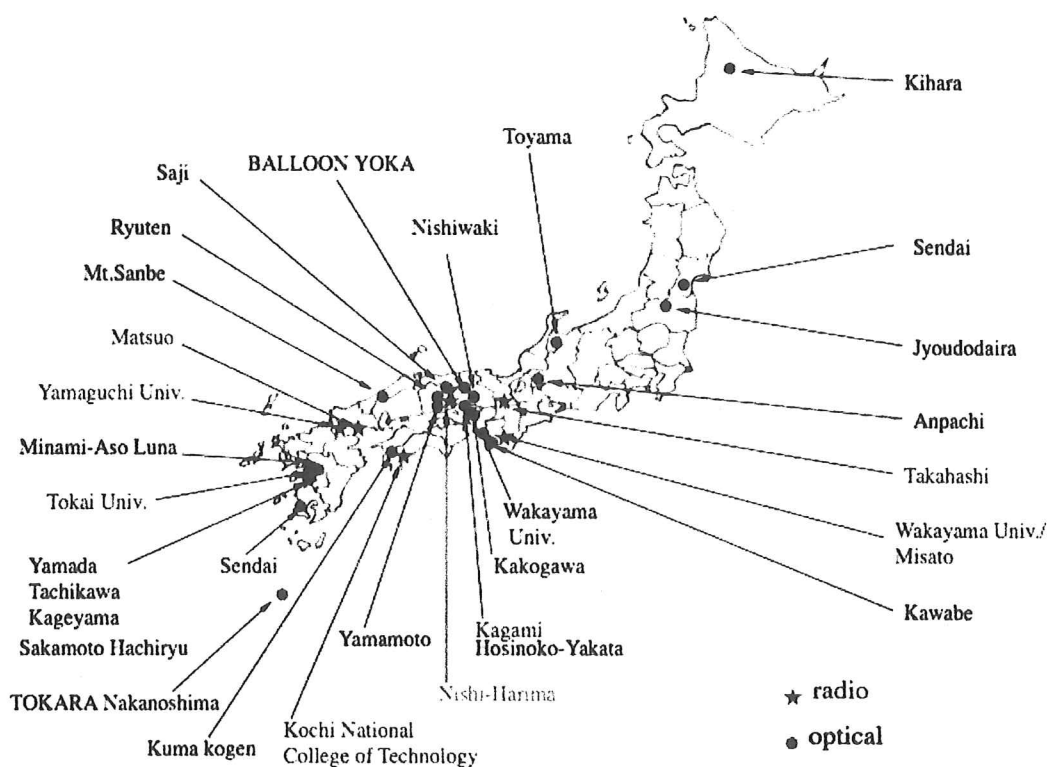 Kihara
Toyama
BALLOON YOKA
Saji
Ryuten
Nishiwaki
Sendai
Mt.Sanbe
Matsuo
Jyoudodaira
Yamaguchi Univ.
Anpachi
Minami-Aso Luna
Takahashi
Tokai Univ.
Wakayama
Univ.
Wakayama Univ./
Misato
Sendai
Kakogawa
Yamada
Tachikawa
Kageyama
Sakamoto Hachiryu
Kawabe
Yamamoto
Kagami
Hosinoko-Yakata
Nishi-Harima
TOKARA Nakanoshima
radio
Kochi National
College of Technology
Kuma kogen
optical